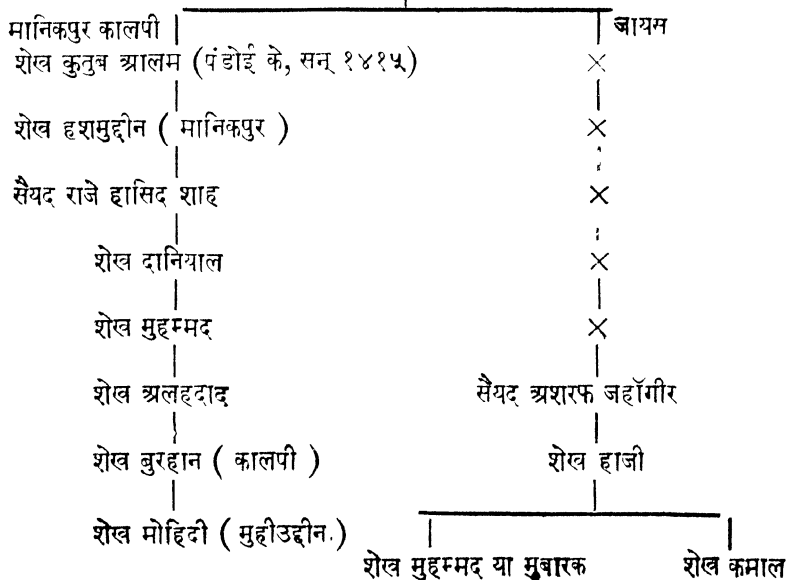 मानिकपुर कालपी जायस
शेख कुतुब आलम (पंडोई के, सन् १४१५)
शेख हशमुद्दीन ( मानिकपुर )
सैयद राजे हासिद शाह
शेख दानियाल
शेख मुहम्मद
शेख अलहदाद सैयद अशरफ जहाँगीर
शेख बुरहान ( कालपी ) शेख हाजी
शेख मोहिदी ( मुहीउद्दीन )
शेख मुहम्मद या मुबारक शेख कमाल